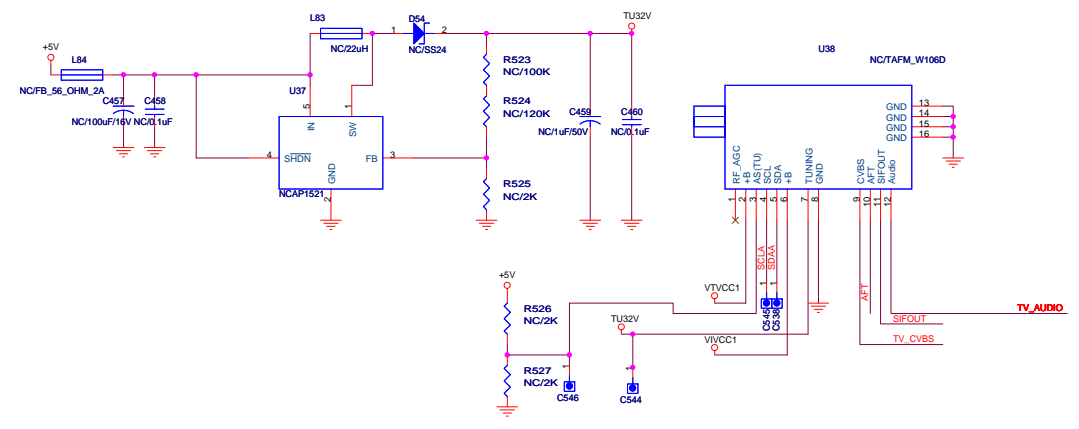 +5V
L84
NC/FB_56_OHM_2A
C457
NC/100uF/16V
C458
NC/0.1uF
L83
NC/22uH
1
D54
2
NC/SS24
U37
5
1
IN
SW
4
SHDN
FB
3
GND
2
NCAP1521
R523
NC/100K
R524
NC/120K
R525
NC/2K
C459
NC/1uF/50V
TU32V
C460
NC/0.1uF
U38
NC/TAFM_W106D
GND 13
GND 14
GND 15
GND 16
RF_AGC
+B
AS(TU)
SCL
SDA
+B
TUNING
GND
CVBS
AFT
SIFOUT
Audio
1
2
3
4
5
6
7
8
9
10
11
12
SCLA
SDAA
1
1
C545
C538
VTVCC1
VIVCC1
AFT
TV_AUDIO
SIFOUT
TV_CVBS
+5V
R526
NC/2K
R527
NC/2K
1
C546
TU32V
1
C544